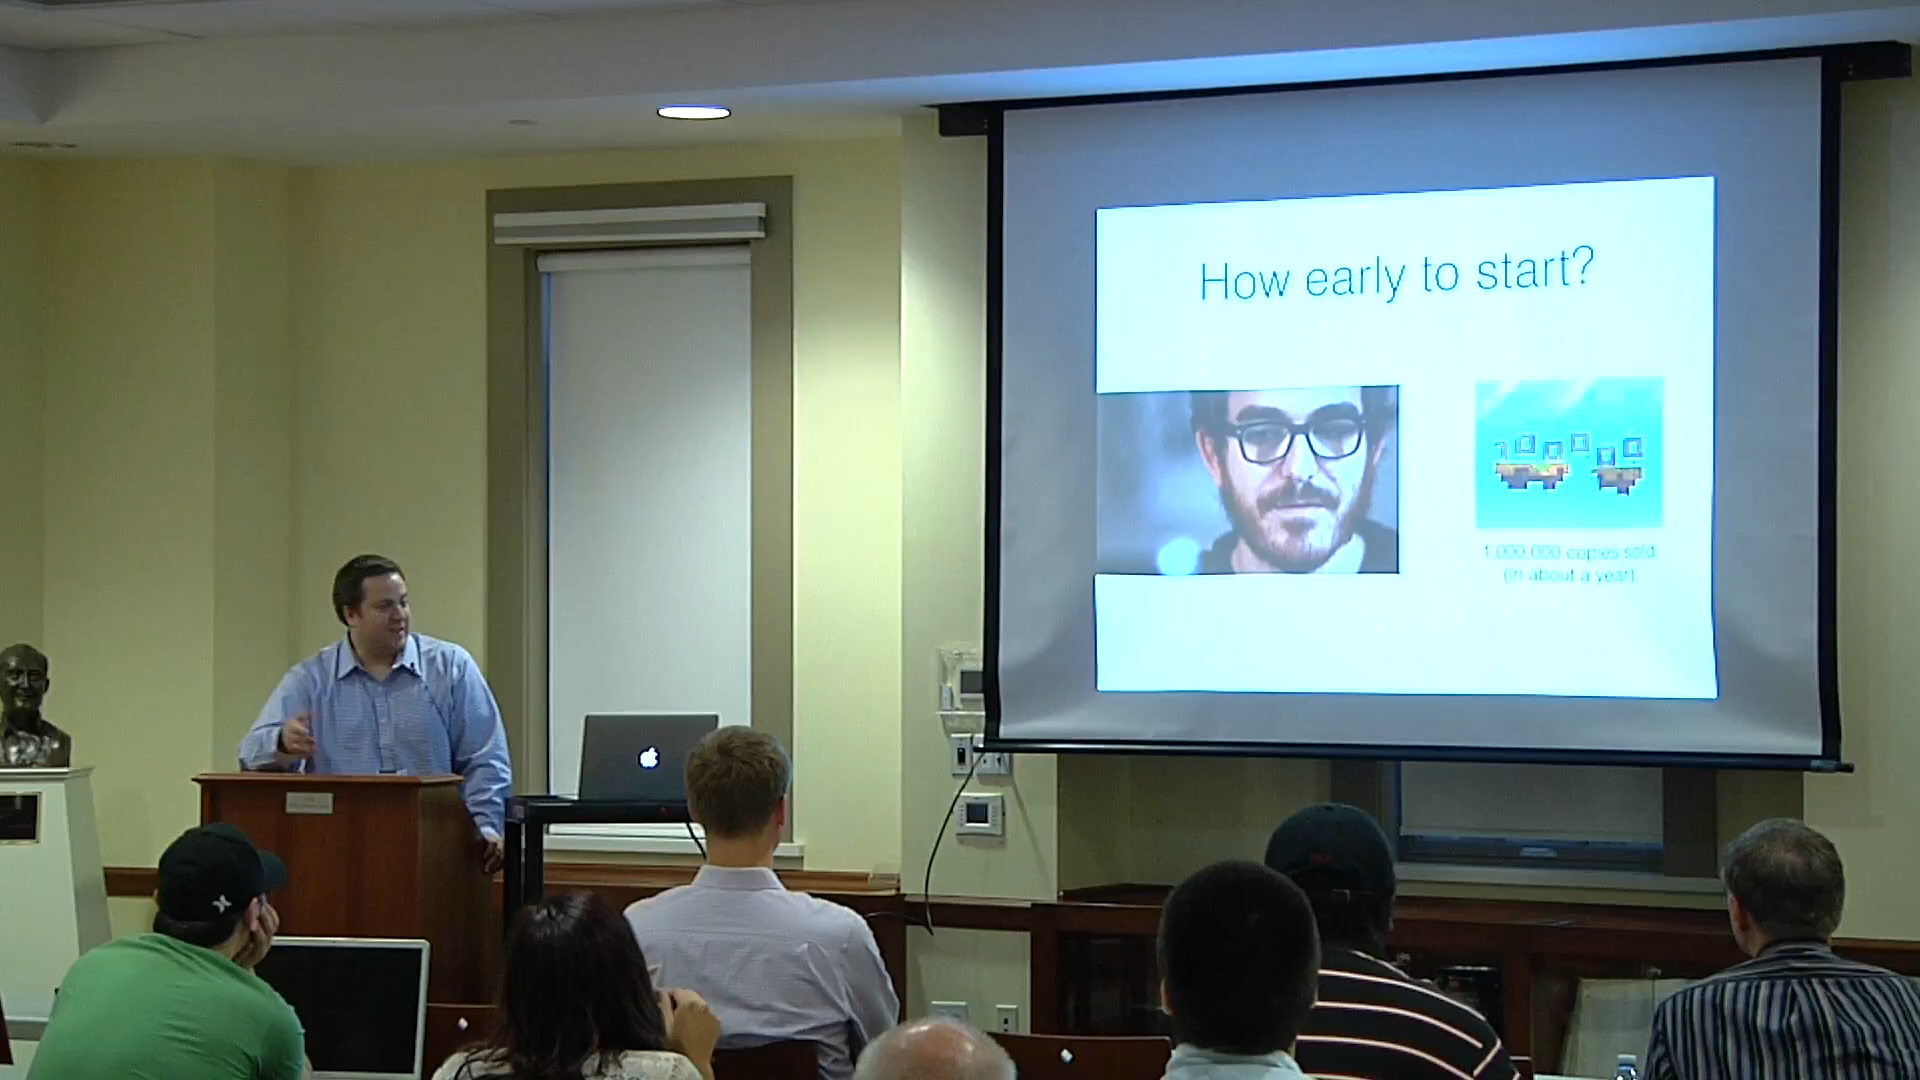 How early to start?
1,000,000 copies sold
(in about a year)